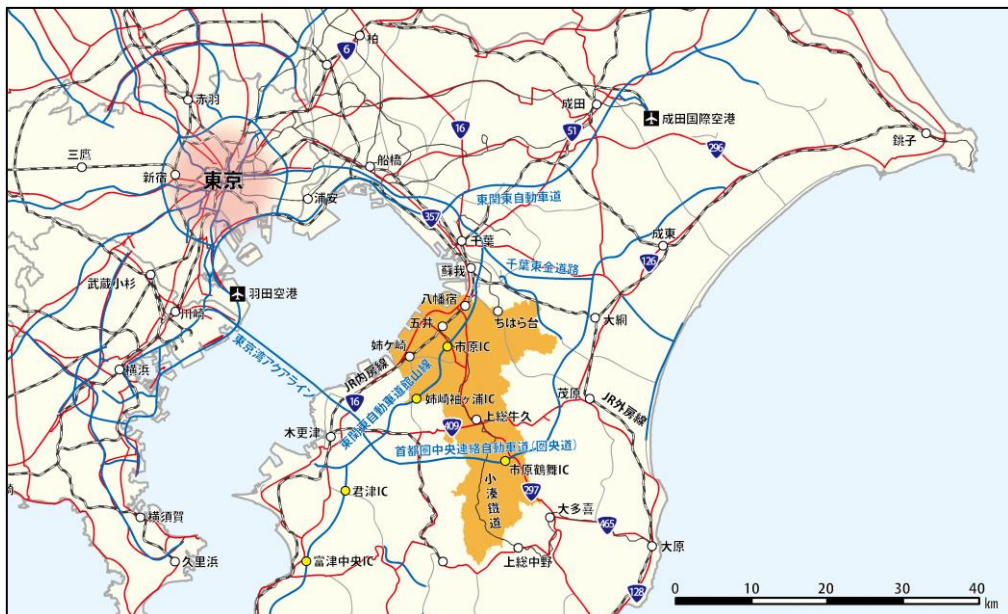 柏
6
赤羽
成田
成田国際空港
16
51
296
銚子
三鷹
新宿
東京
船橋
浦安
東関東自動車道
357
千葉
成東
126
蘇我
千葉東金道路
武蔵小杉
羽田空港
川崎
八幡宿
ちはら台
大網
五井
市原IC
姉ケ崎
東京湾アクアライン
横浜
JR内房線
16
東関東自動車道館山線
姉崎袖ヶ浦IC
茂原
JR外房線
409
上総牛久
木更津
首都圏中央連絡自動車道(圏央道)
市原鶴舞IC
君津IC
小湊鐵道
297
大多喜
465
横須賀
久里浜
富津中央IC
上総中野
大原
128
0 10 20 30 40
km